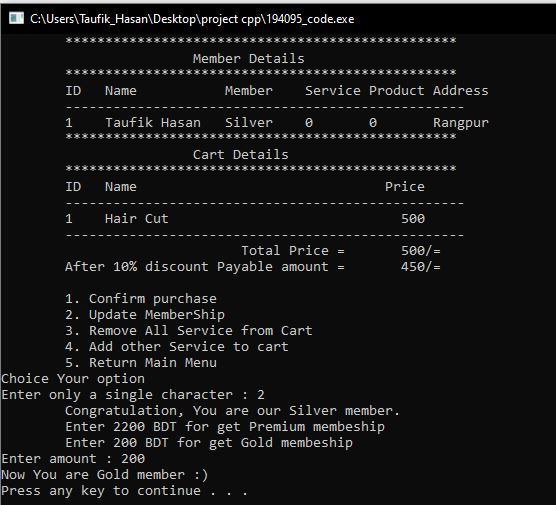 C:\Users\Taufik_Hasan\Desktop\project cpp\194095_code.exe
*************************************************
Member Details
*************************************************
ID Name Member Service Product Address
--------------------------------------------------
1 Taufik Hasan Silver 0 0 Rangpur
*************************************************
Cart Details
*************************************************
ID Name Price
--------------------------------------------------
1 Hair Cut 500
--------------------------------------------------
Total Price = 500/=
After 10% discount Payable amount = 450/=
1. Confirm purchase
2. Update MemberShip
3. Remove All Service from Cart
4. Add other Service to cart
5. Return Main Menu
Choice Your option
Enter only a single character : 2
Congratulation, You are our Silver member.
Enter 2200 BDT for get Premium membeship
Enter 200 BDT for get Gold membeship
Enter amount : 200
Now You are Gold member :)
Press any key to continue . . .